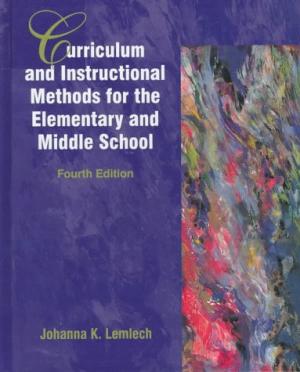 Curriculum
and Instructional
Methods for the
Elementary and
Middle School
Fourth Edition
Johanna K. Lemlech